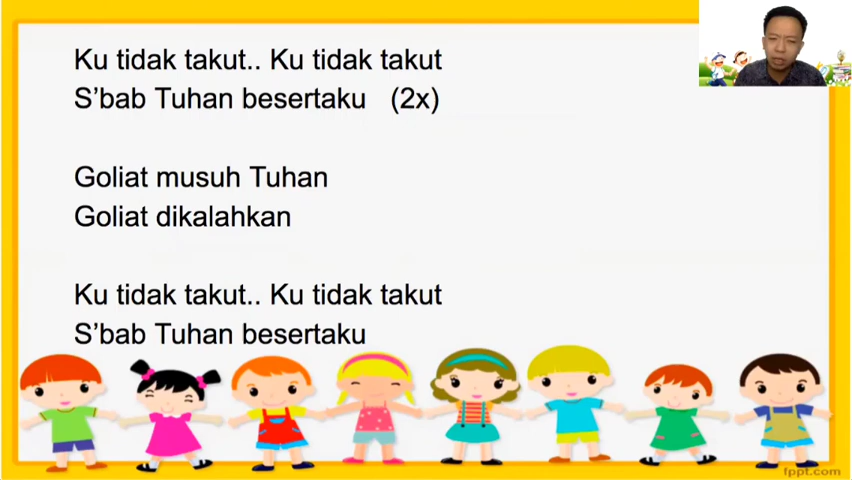 Ku tidak takut.. Ku tidak takut
S’bab Tuhan besertaku (2x)
Goliat musuh Tuhan
Goliat dikalahkan
Ku tidak takut.. Ku tidak takut
S’bab Tuhan besertaku
fppt.com